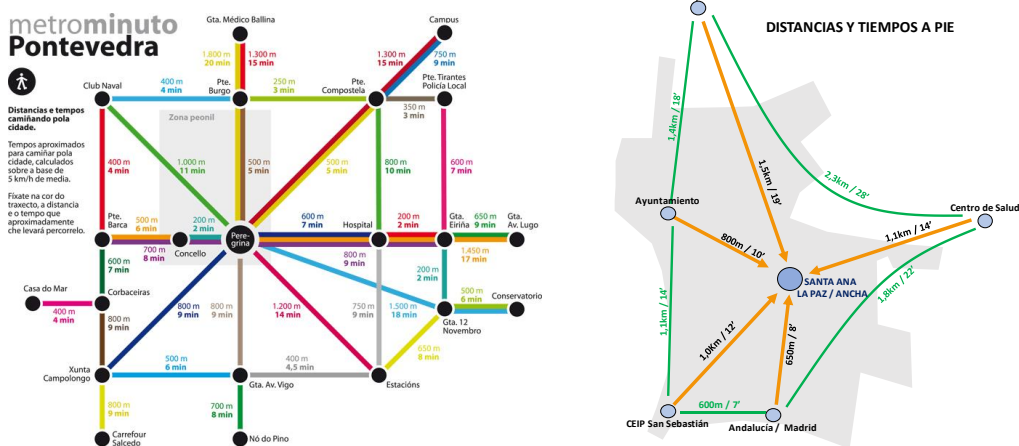 metrominuto
Pontevedra
Distancias e tempos
camiñando pola
cidade.
Tempos aproximados
para camiñar pola
cidade, calculados
sobre a base de
5 km/h de media.
Fíxate na cor do
traxecto, a distancia
e o tempo que
aproximadamente
che levará percorrelo.
Gta. Médico Ballina
Campus
1.800 m
20 min
1.300 m
15 min
1.300 m
15 min
750 m
9 min
Club Naval
400 m
4 min
Pte.
Burgo
250 m
3 min
Pte.
Compostela
Pte. Tirantes
Policía Local
350 m
3 min
Zona peonil
400 m
4 min
1.000 m
11 min
500 m
5 min
500 m
5 min
800 m
10 min
600 m
7 min
Pte.
Barca
500 m
6 min
200 m
2 min
Pere-
grina
600 m
7 min
Hospital
200 m
2 min
Gta.
Eiriña
650 m
9 min
Gta.
Av. Lugo
700 m
8 min
Concello
800 m
9 min
1.450 m
17 min
600 m
7 min
200 m
2 min
Casa do Mar
400 m
4 min
Corbaceiras
800 m
9 min
800 m
9 min
800 m
9 min
1.200 m
14 min
750 m
9 min
1.500 m
18 min
500 m
6 min
Conservatorio
Gta. 12
Novembro
650 m
8 min
Xunta
Campolongo
500 m
6 min
Gta. Av. Vigo
400 m
4,5 min
Estacións
800 m
9 min
700 m
8 min
Carrefour
Salcedo
Nó do Pino
DISTANCIAS Y TIEMPOS A PIE
1,4km / 18'
1,5km / 19'
2,3km / 28'
Ayuntamiento
Centro de Salud
800m / 10'
1,1km / 14'
SANTA ANA
LA PAZ / ANCHA
1,8km / 22'
1,1km / 14'
1,0Km / 12'
650m / 8'
600m / 7'
CEIP San Sebastián
Andalucía / Madrid